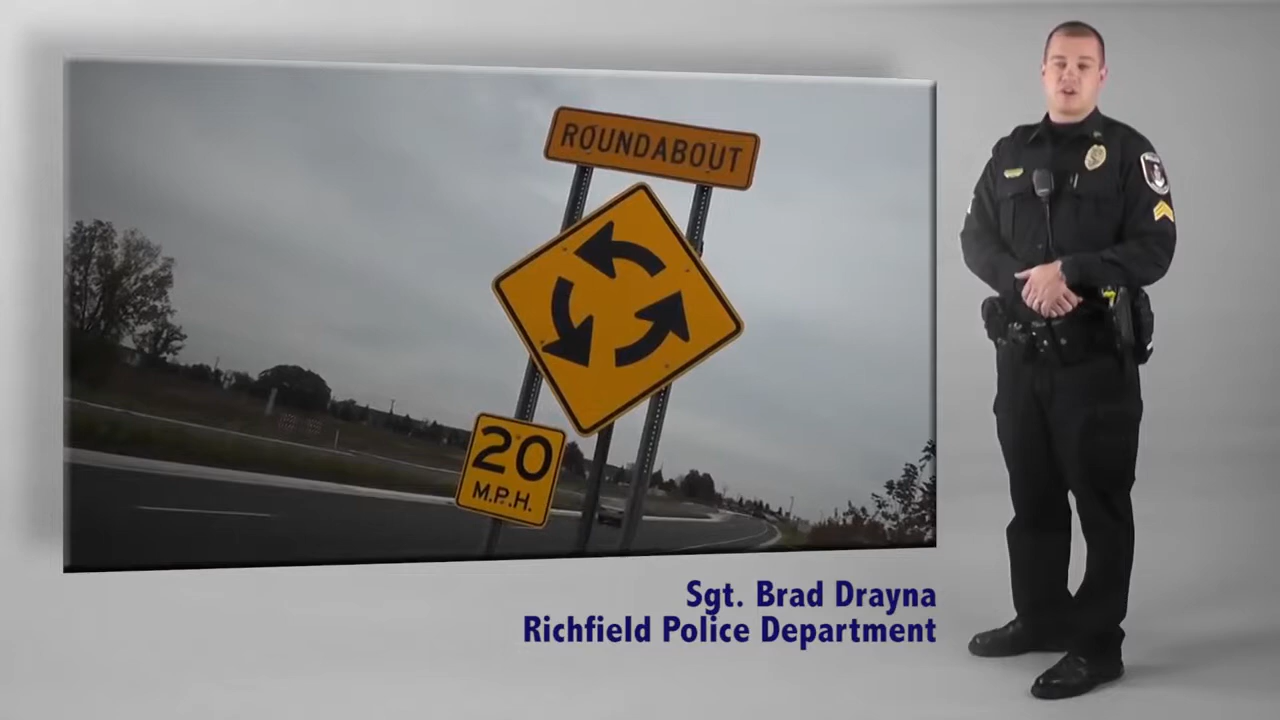 ROUNDABOUT
20
M.P.H.
Sgt. Brad Drayna
Richfield Police Department